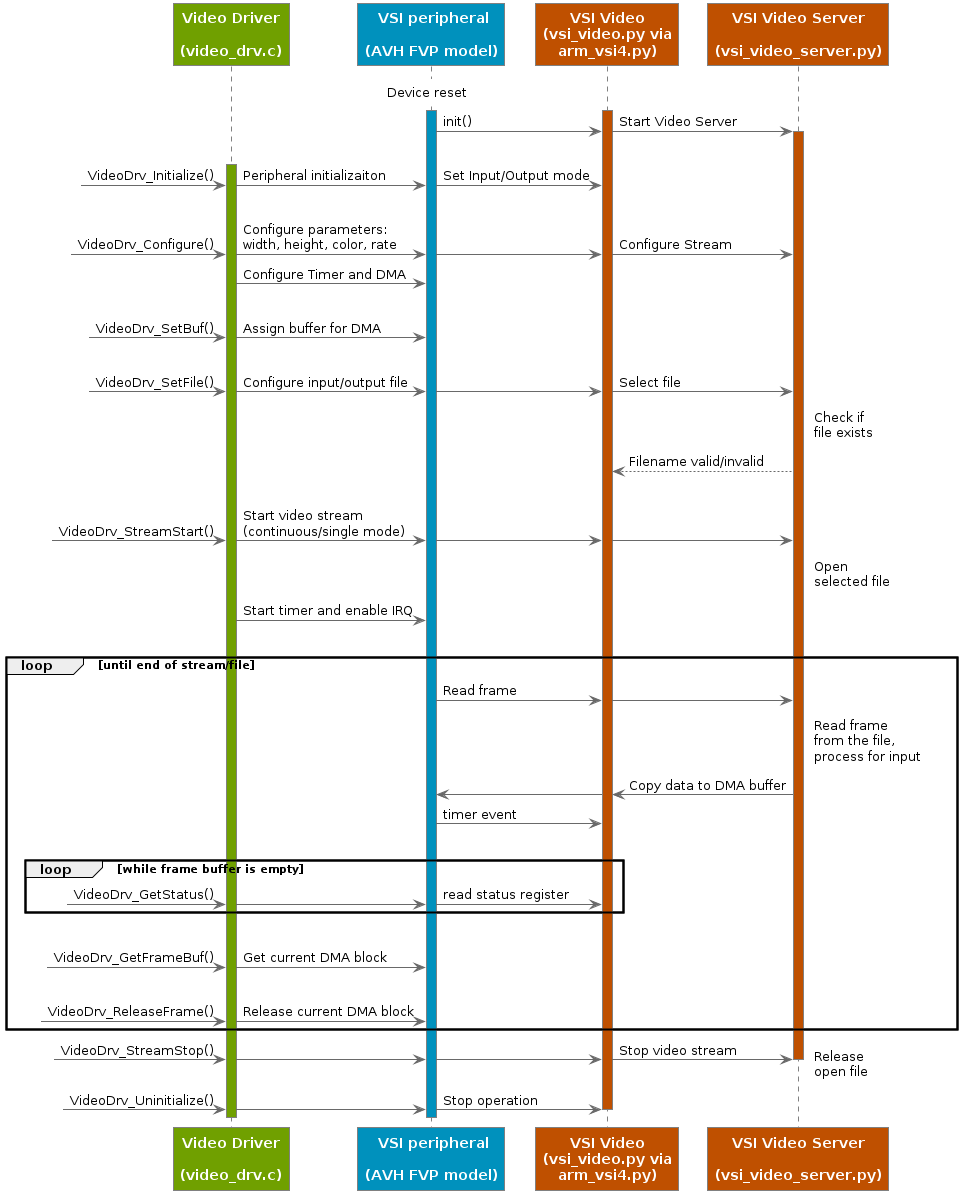 Video Driver
(video_drv.c)
VSI peripheral
(AVH FVP model)
VSI Video
(vsi_video.py via
arm_vsi4.py)
VSI Video Server
(vsi_video_server.py)
Device reset
init()
Start Video Server
VideoDrv_Initialize()
Peripheral initializaiton
Set Input/Output mode
VideoDrv_Configure()
Configure parameters:
width, height, color, rate
Configure Stream
Configure Timer and DMA
VideoDrv_SetBuf()
Assign buffer for DMA
VideoDrv_SetFile()
Configure input/output file
Select file
Check if
file exists
Filename valid/invalid
VideoDrv_StreamStart()
Start video stream
(continuous/single mode)
Open
selected file
Start timer and enable IRQ
loop
[until end of stream/file]
Read frame
Read frame
from the file,
process for input
Copy data to DMA buffer
timer event
loop
[while frame buffer is empty]
VideoDrv_GetStatus()
read status register
VideoDrv_GetFrameBuf()
Get current DMA block
VideoDrv_ReleaseFrame()
Release current DMA block
VideoDrv_StreamStop()
Stop video stream
Release
open file
VideoDrv_Uninitialize()
Stop operation
Video Driver
(video_drv.c)
VSI peripheral
(AVH FVP model)
VSI Video
(vsi_video.py via
arm_vsi4.py)
VSI Video Server
(vsi_video_server.py)